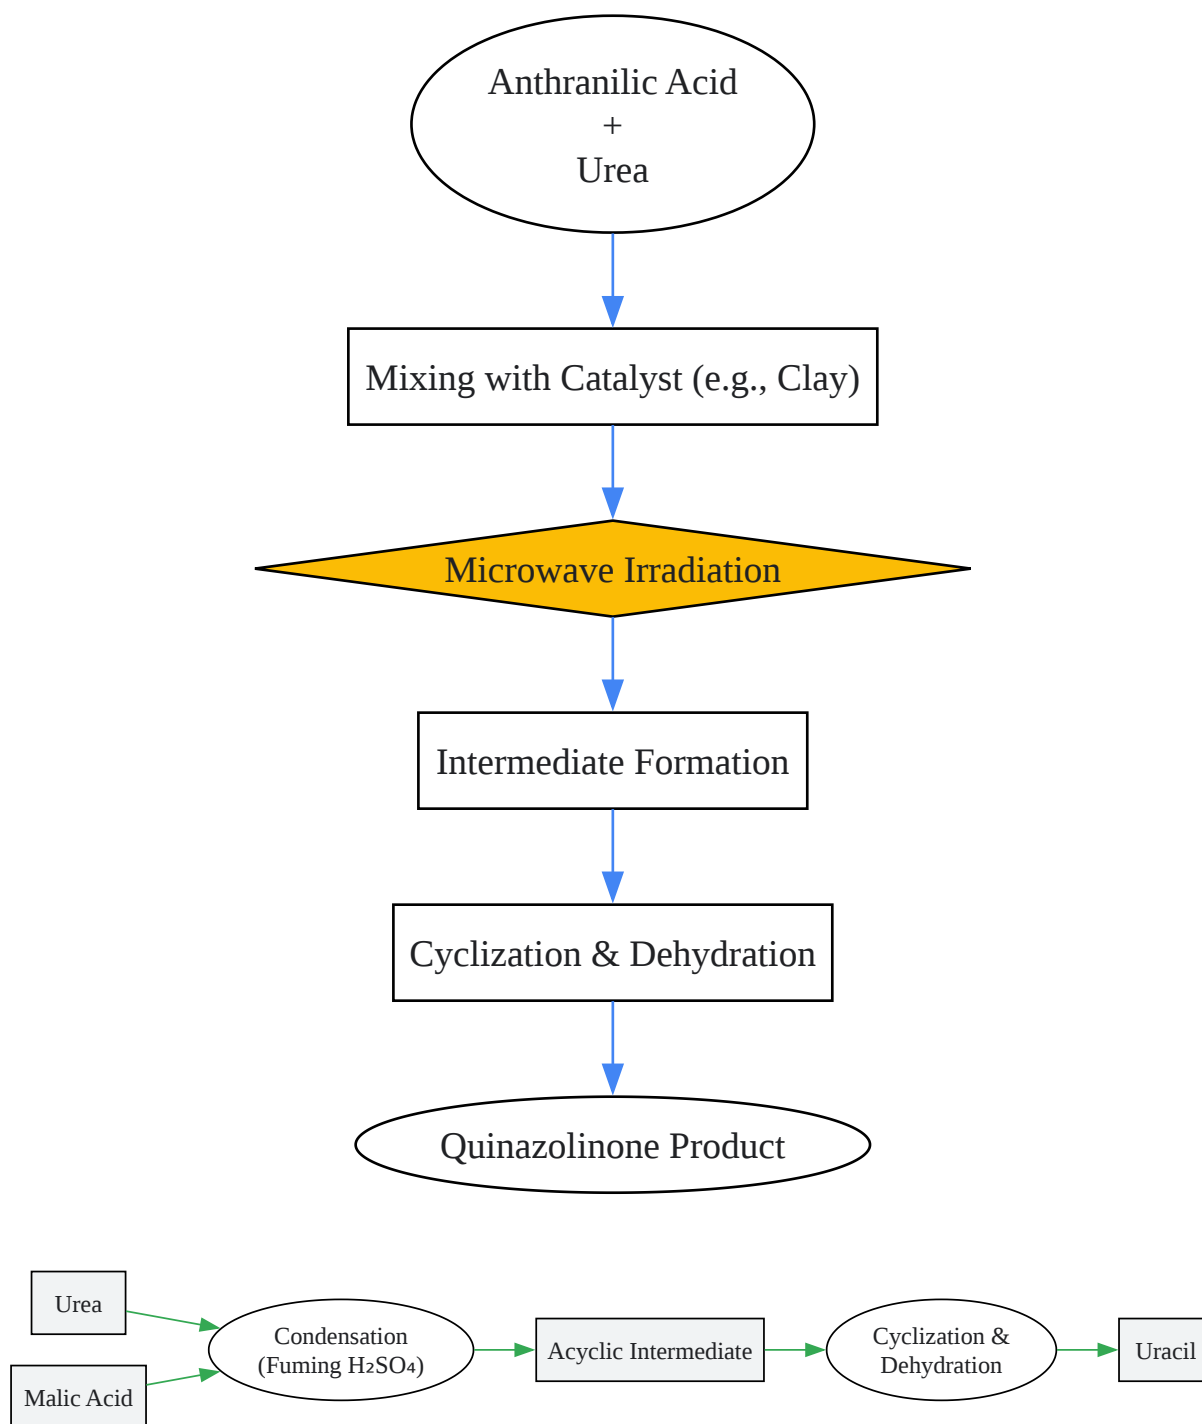 Anthranilic Acid
+
Urea
Mixing with Catalyst (e.g., Clay)
Microwave Irradiation
Intermediate Formation
Cyclization & Dehydration
Quinazolinone Product
Urea
Malic Acid
Condensation
(Fuming H₂SO₄)
Acyclic Intermediate
Cyclization &
Dehydration
Uracil